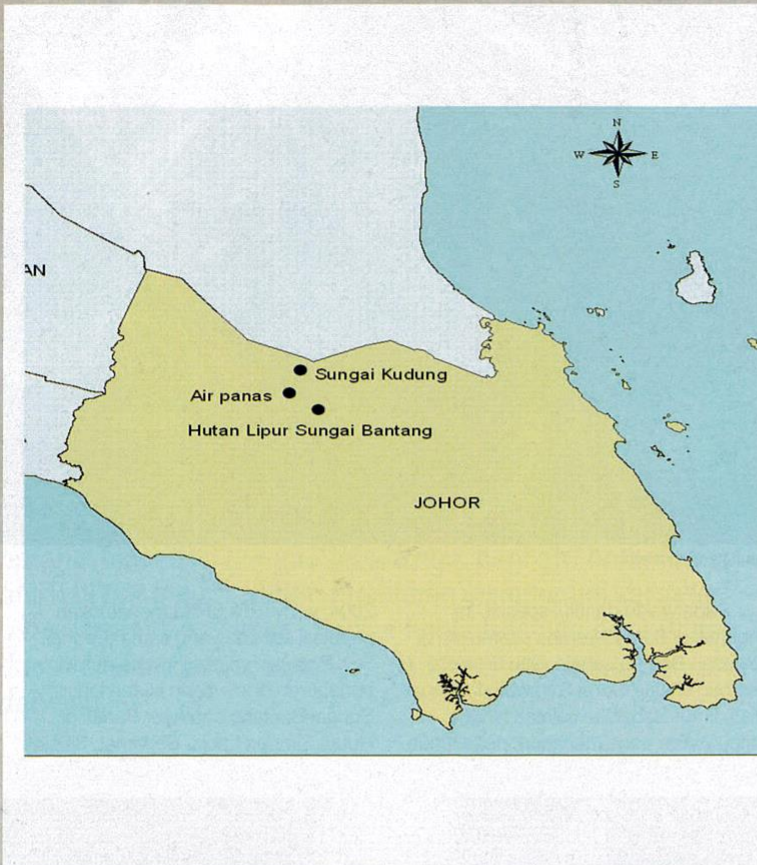 N
W E
S
AN
Sungai Kudung
Air panas
Hutan Lipur Sungai Bantang
JOHOR